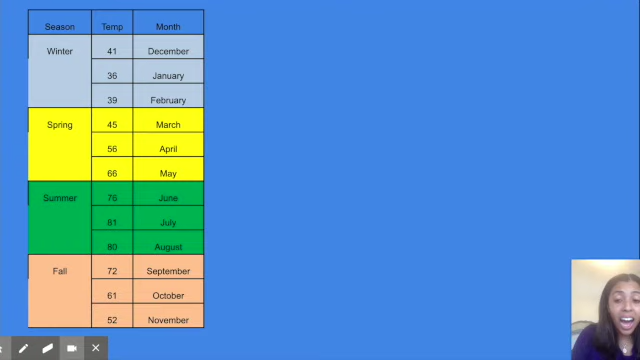 Season Temp Month
Winter 41 December
36 January
39 February
Spring 45 March
56 April
66 May
Summer 76 June
81 July
80 August
Fall 72 September
61 October
52 November